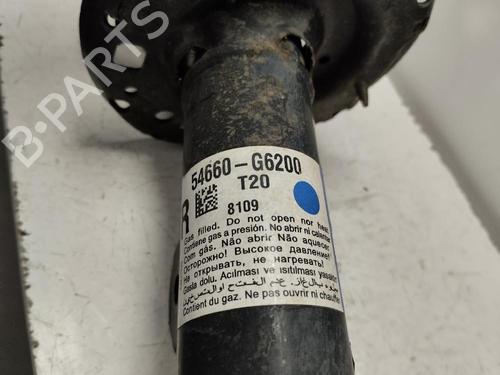 B-PARTS
54660-G6200
T20
R
8109
Gas filled. Do not open nor heat.
Contiene gas a presión. No abrir ni calentar
Com gás. Não abrir Não aquecer.
Осторожно! Высокое давление!
Не открывать, не нагревать!
Gasla dolu. Açılması ve ısıtılması yasaktır
Contient du gaz. Ne pas ouvrir ni chauffer